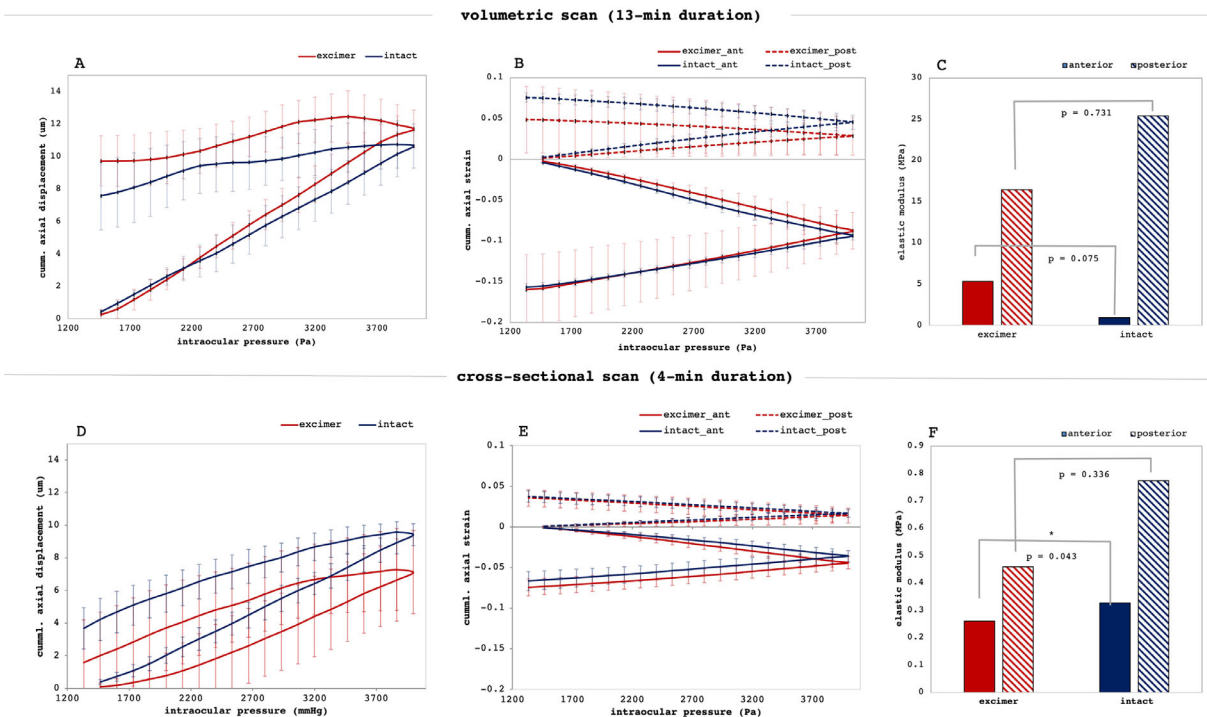 volumetric scan (13-min duration)
A
excimer intact
cumm. axial displacement (um)
14
12
10
8
6
4
2
0
1200 1700 2200 2700 3200 3700
intraocular pressure (Pa)
B
excimer_ant excimer_post
intact_ant intact_post
cumm. axial strain
0.1
0.05
0
−0.05
−0.1
−0.15
−0.2
1200 1700 2200 2700 3200 3700
intraocular pressure (Pa)
C
anterior posterior
elastic modulus (MPa)
30
25
20
15
10
5
0
p = 0.731
p = 0.075
excimer intact
cross-sectional scan (4-min duration)
D
excimer intact
cumml. axial displacement (um)
14
12
10
8
6
4
2
0
1200 1700 2200 2700 3200 3700
intraocular pressure (mmHg)
E
excimer_ant excimer_post
intact_ant intact_post
cumml. axial strain
0.1
0.05
0
−0.05
−0.1
−0.15
−0.2
1200 1700 2200 2700 3200 3700
intraocular pressure (Pa)
F
anterior posterior
elastic modulus (MPa)
0.9
0.8
0.7
0.6
0.5
0.4
0.3
0.2
0.1
0
p = 0.336
*
p = 0.043
excimer intact